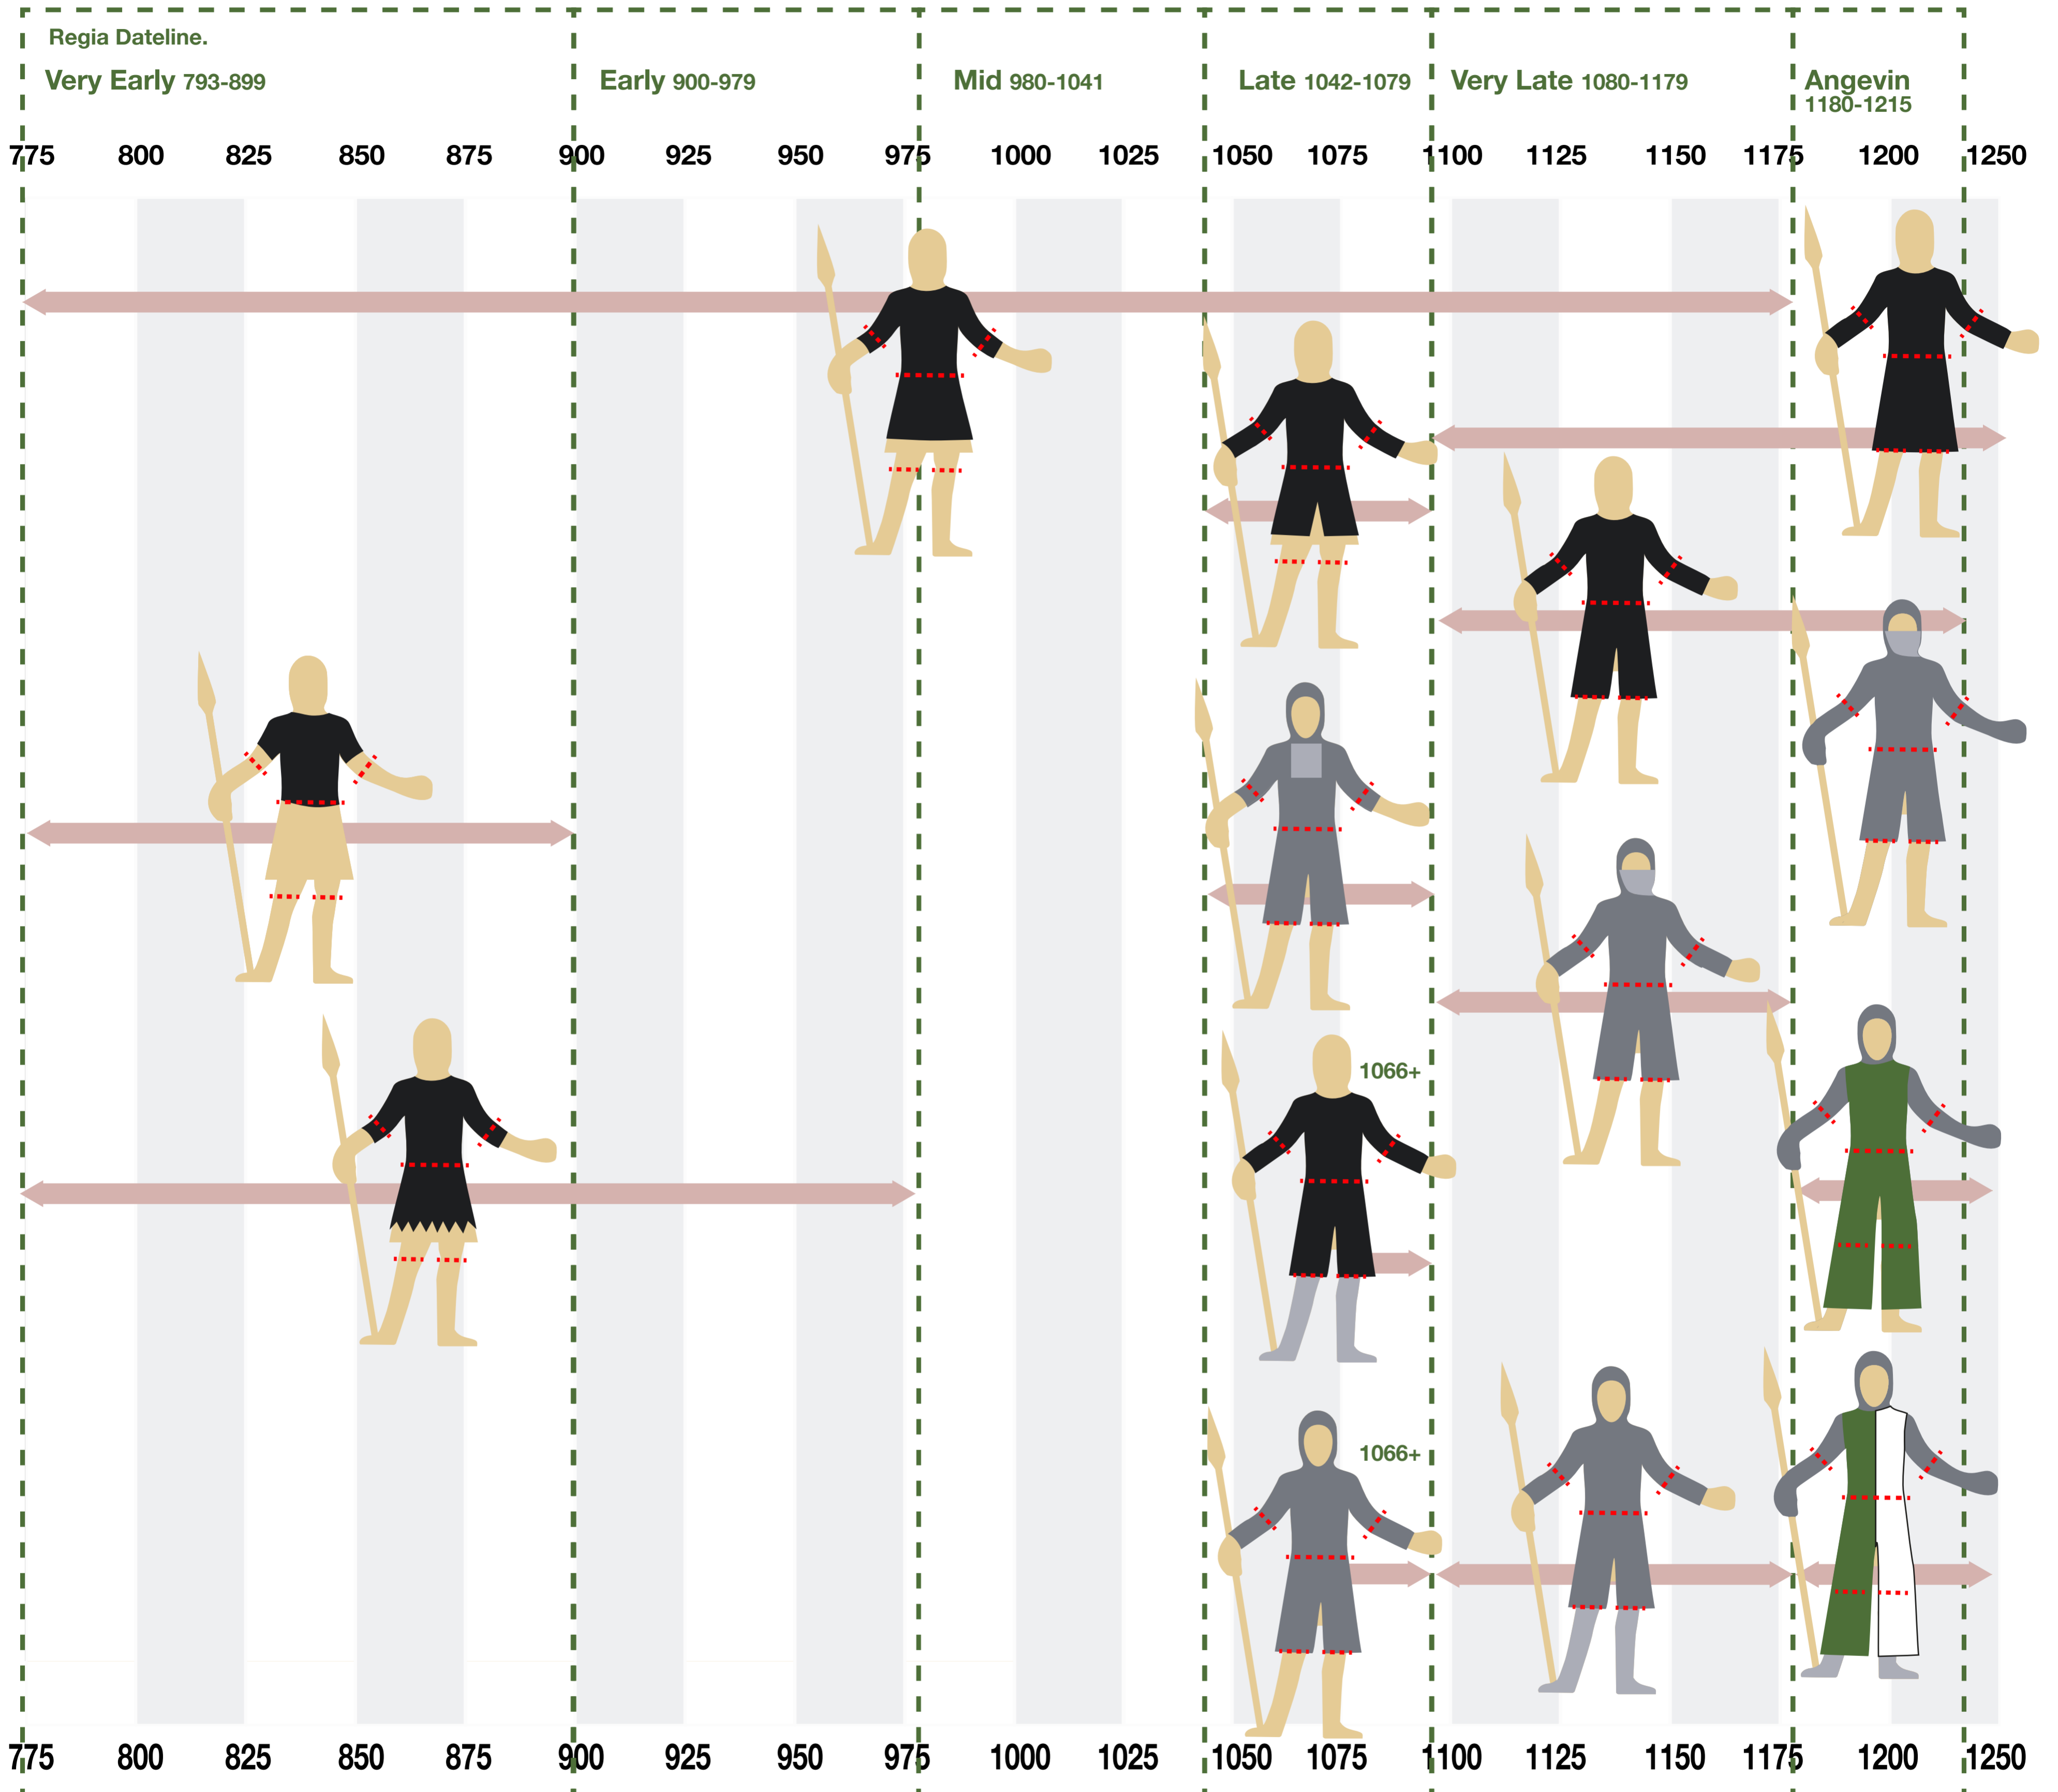 Regia Dateline.
Very Early 793-899 Early 900-979 Mid 980-1041 Late 1042-1079 Very Late 1080-1179 Angevin
1180-1215
775 800 825 850 875 900 925 950 975 1000 1025 1050 1075 1100 1125 1150 1175 1200 1250
1066+
1066+
775 800 825 850 875 900 925 950 975 1000 1025 1050 1075 1100 1125 1150 1175 1200 1250